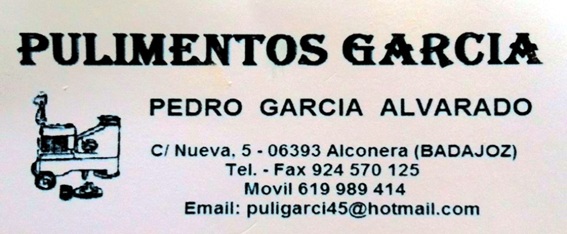 PULIMENTOS GARCIA
PEDRO GARCIA ALVARADO
C/ Nueva, 5 - 06393 Alconera (BADAJOZ)
Tel. - Fax 924 570 125
Movil 619 989 414
Email: puligarci45@hotmail.com